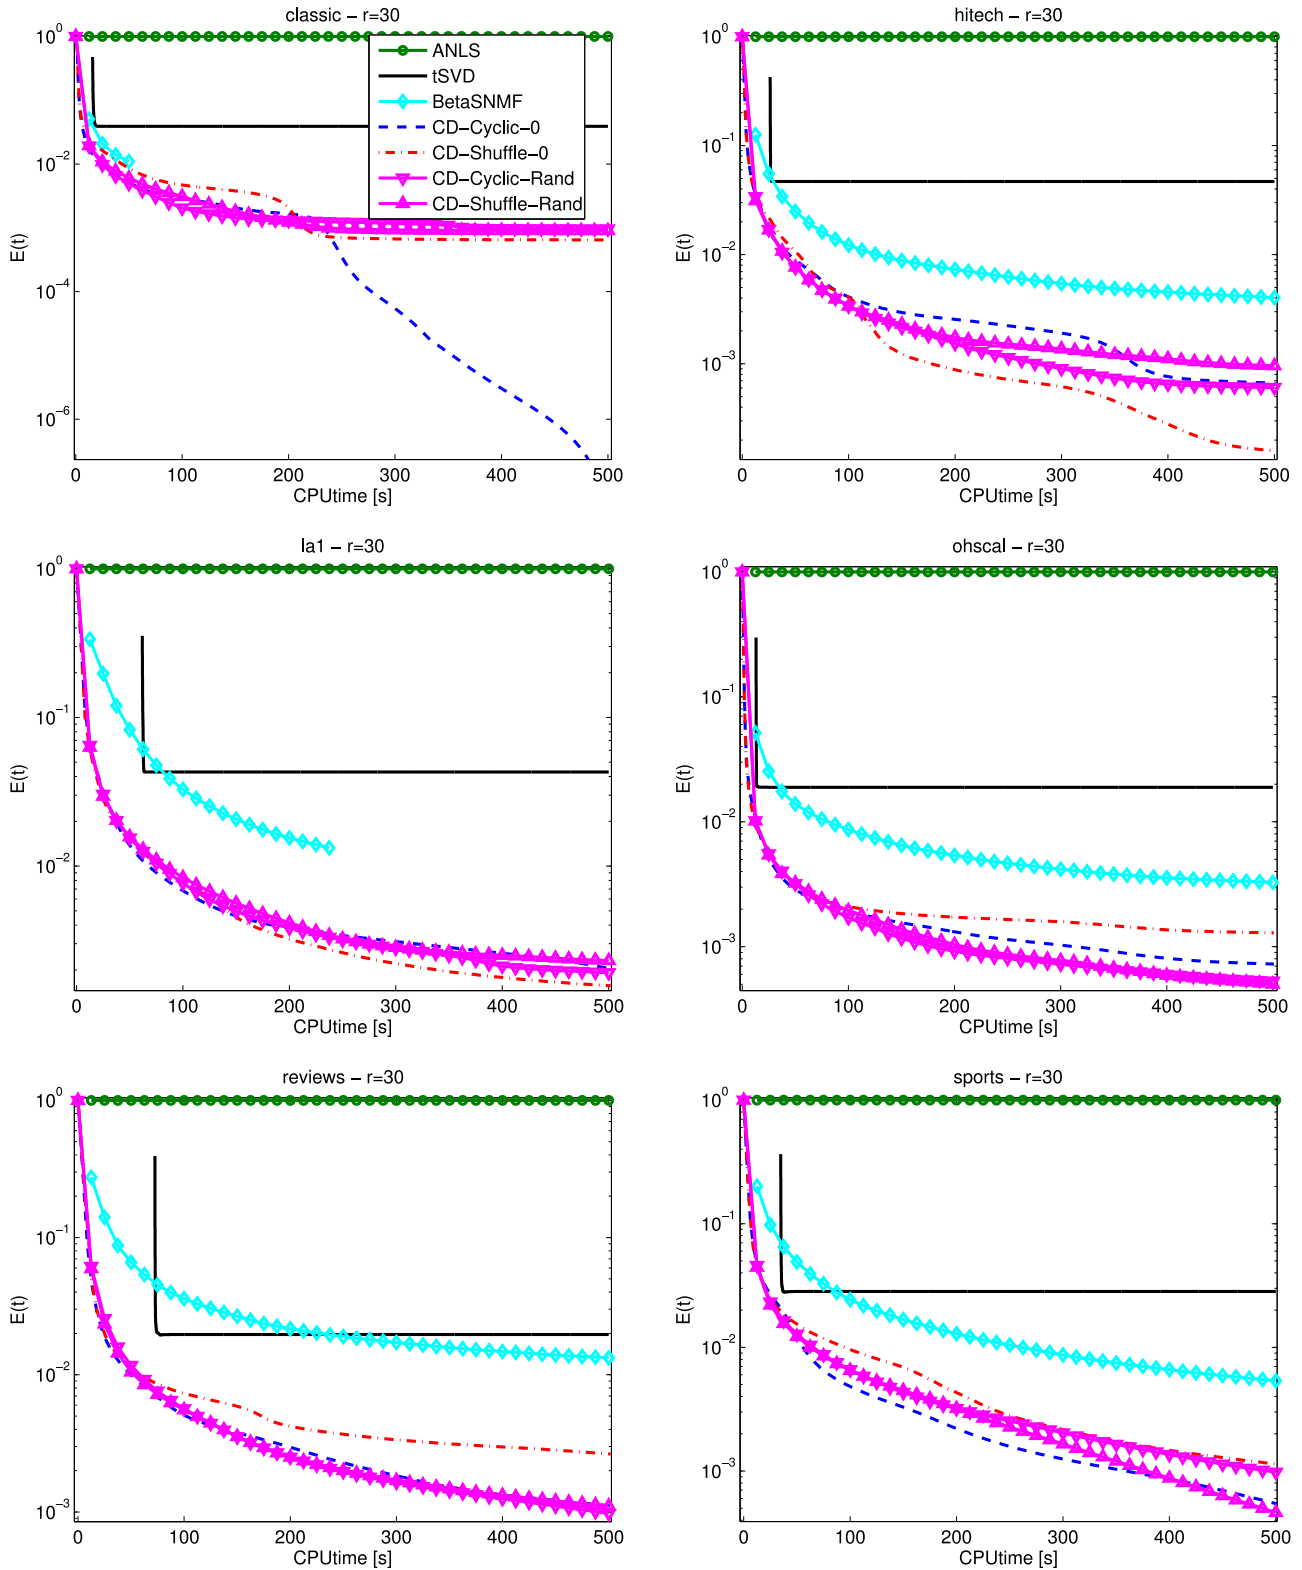 classic – r=30
10^0
10^-2
10^-4
10^-6
E(t)
ANLS
tSVD
BetaSNMF
CD-Cyclic-0
CD-Shuffle-0
CD-Cyclic-Rand
CD-Shuffle-Rand
0 100 200 300 400 500
CPUtime [s]
hitech – r=30
10^0
10^-1
10^-2
10^-3
E(t)
0 100 200 300 400 500
CPUtime [s]
la1 – r=30
10^0
10^-1
10^-2
E(t)
0 100 200 300 400 500
CPUtime [s]
ohscal – r=30
10^0
10^-1
10^-2
10^-3
E(t)
0 100 200 300 400 500
CPUtime [s]
reviews – r=30
10^0
10^-1
10^-2
10^-3
E(t)
0 100 200 300 400 500
CPUtime [s]
sports – r=30
10^0
10^-1
10^-2
10^-3
E(t)
0 100 200 300 400 500
CPUtime [s]